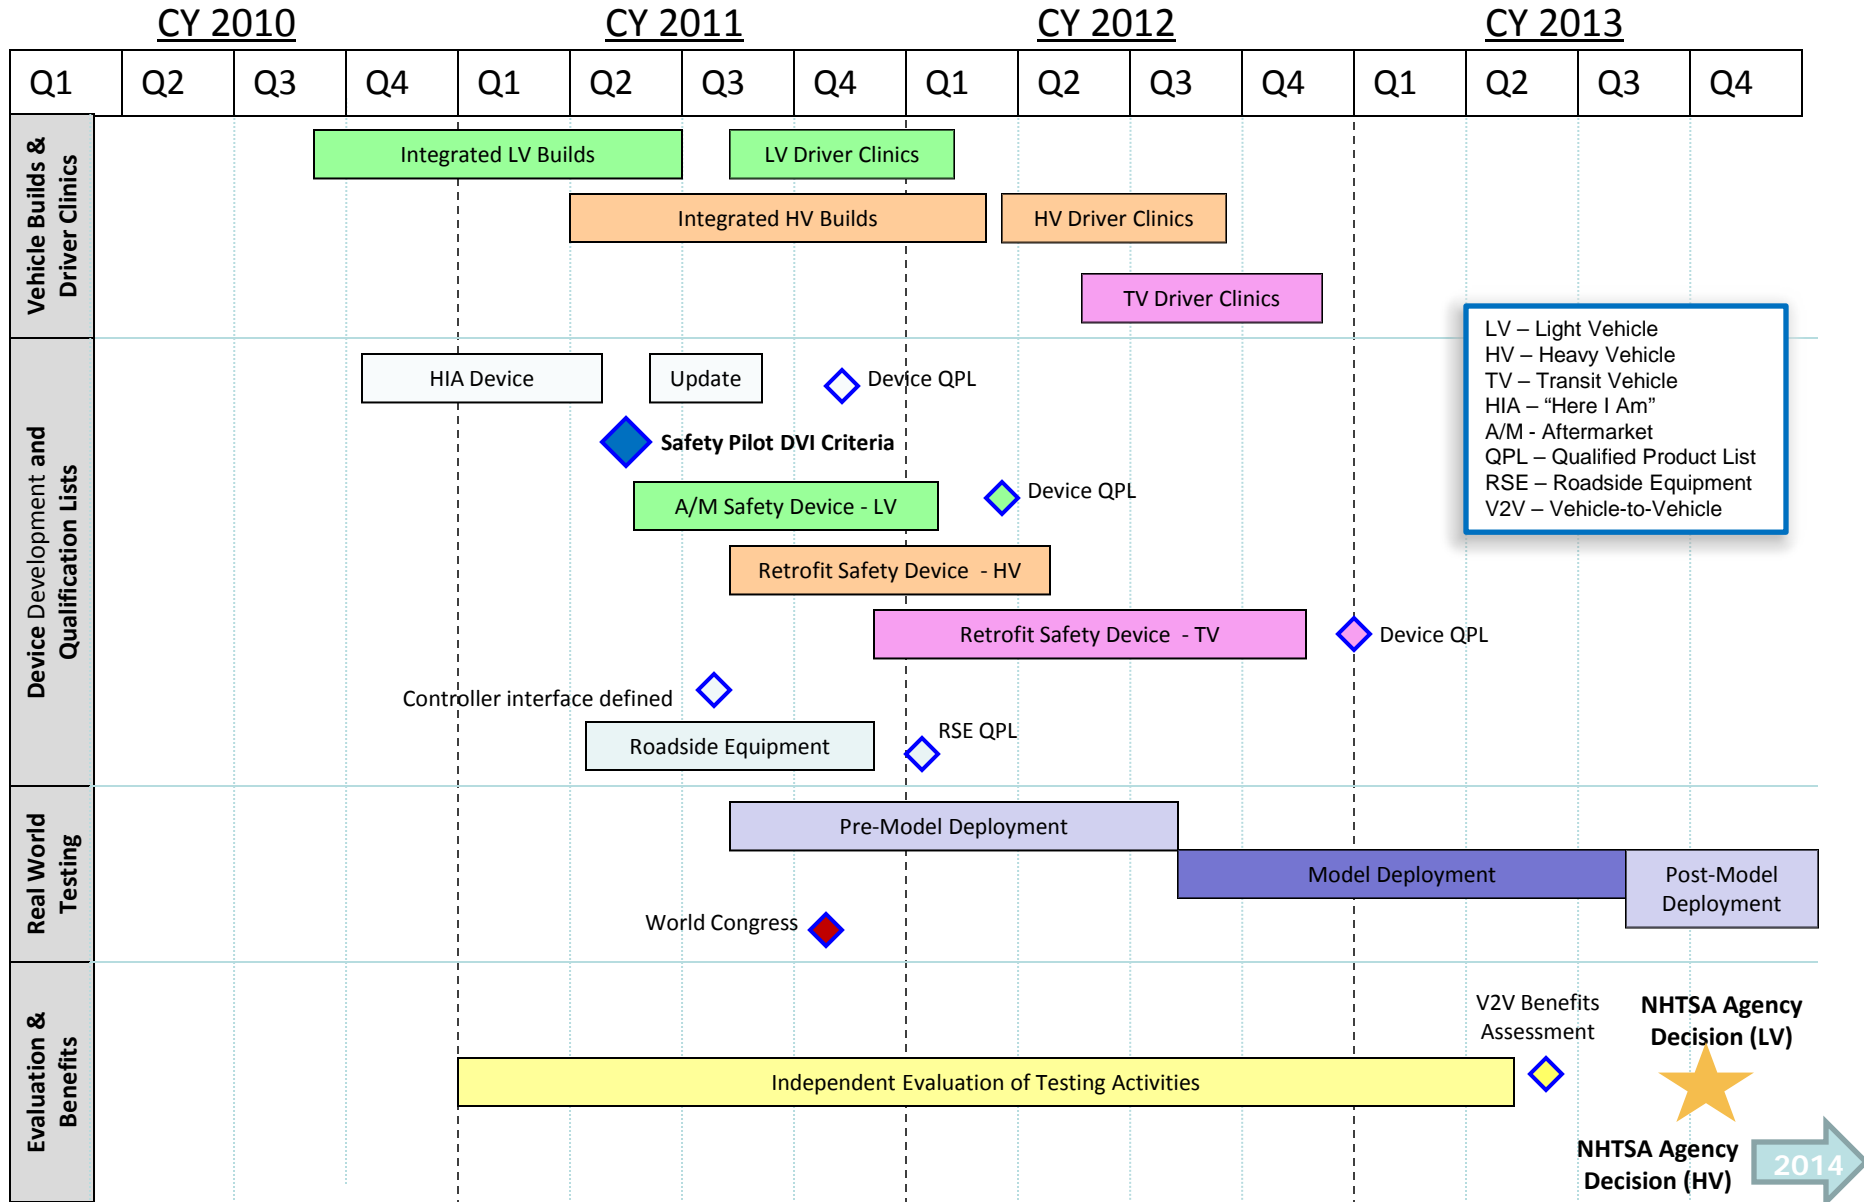 CY 2010
CY 2011
CY 2012
CY 2013
Q1 Q2 Q3 Q4 Q1 Q2 Q3 Q4 Q1 Q2 Q3 Q4 Q1 Q2 Q3 Q4
Vehicle Builds &
Driver Clinics
Integrated LV Builds
LV Driver Clinics
Integrated HV Builds
HV Driver Clinics
TV Driver Clinics
LV – Light Vehicle
HV – Heavy Vehicle
TV – Transit Vehicle
HIA – “Here I Am”
A/M - Aftermarket
QPL – Qualified Product List
RSE – Roadside Equipment
V2V – Vehicle-to-Vehicle
Device Development and
Qualification Lists
HIA Device
Update
Device QPL
Safety Pilot DVI Criteria
A/M Safety Device - LV
Device QPL
Retrofit Safety Device - HV
Retrofit Safety Device - TV
Device QPL
Controller interface defined
Roadside Equipment
RSE QPL
Real World
Testing
Pre-Model Deployment
Model Deployment
Post-Model
Deployment
World Congress
Evaluation &
Benefits
V2V Benefits
Assessment
NHTSA Agency
Decision (LV)
Independent Evaluation of Testing Activities
NHTSA Agency
Decision (HV)
2014